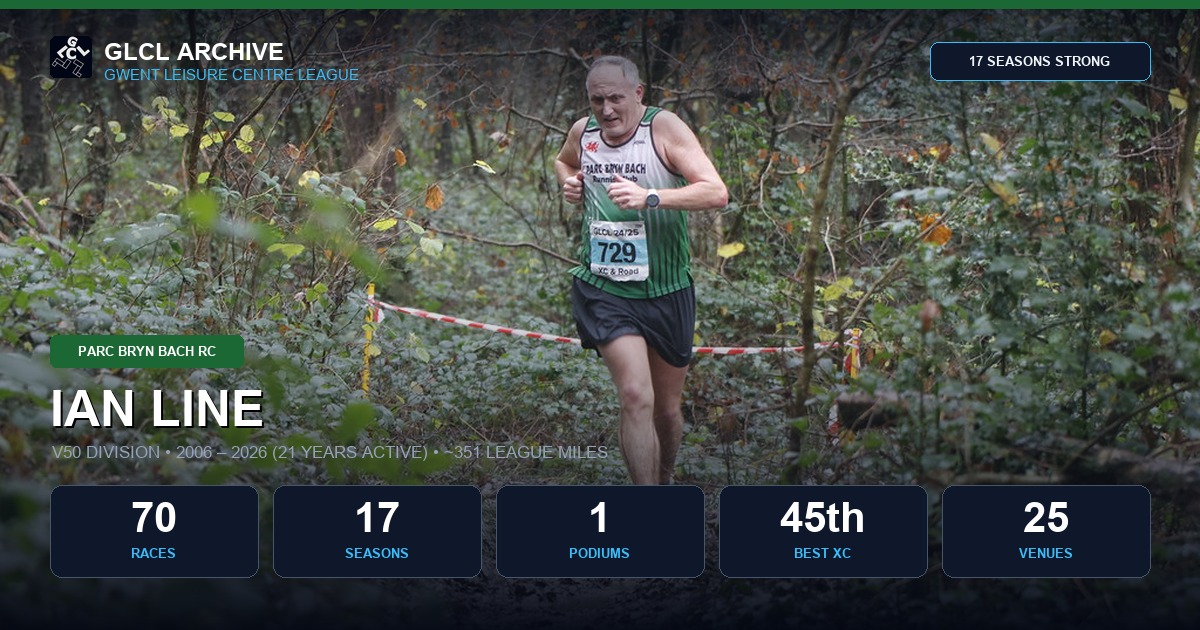 GLCL ARCHIVE
GWENT LEISURE CENTRE LEAGUE
17 SEASONS STRONG
PARC BRYN BACH
Running Club
GLCL 24/25
729
XC & Road
PARC BRYN BACH RC
IAN LINE
V50 DIVISION • 2006 – 2026 (21 YEARS ACTIVE) • ~351 LEAGUE MILES
70
RACES
17
SEASONS
1
PODIUMS
45th
BEST XC
25
VENUES